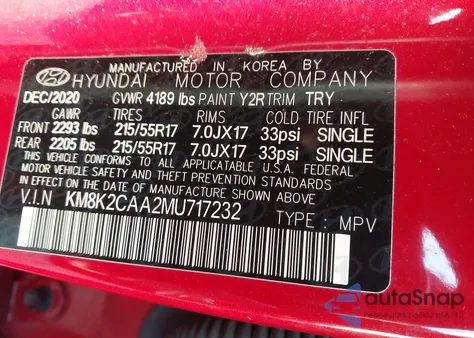 MANUFACTURED IN KOREA BY
HYUNDAI MOTOR COMPANY
DEC/2020 GVWR 4189 lbs PAINT Y2R TRIM TRY
GAWR TIRES RIMS COLD TIRE INFL
FRONT 2293 lbs 215/55R17 7.0JX17 33psi SINGLE
REAR 2205 lbs 215/55R17 7.0JX17 33psi SINGLE
THIS VEHICLE CONFORMS TO ALL APPLICATABLE U.S.A. FEDERAL
MOTOR VEHICLE SAFETY AND THEFT PREVENTION STANDARDS IN
EFFECT ON THE DATE OF MANUFACTURE SHOWN ABOVE.
V.I.N KM8K2CAA2MU717232 TYPE : MPV
autoSnap